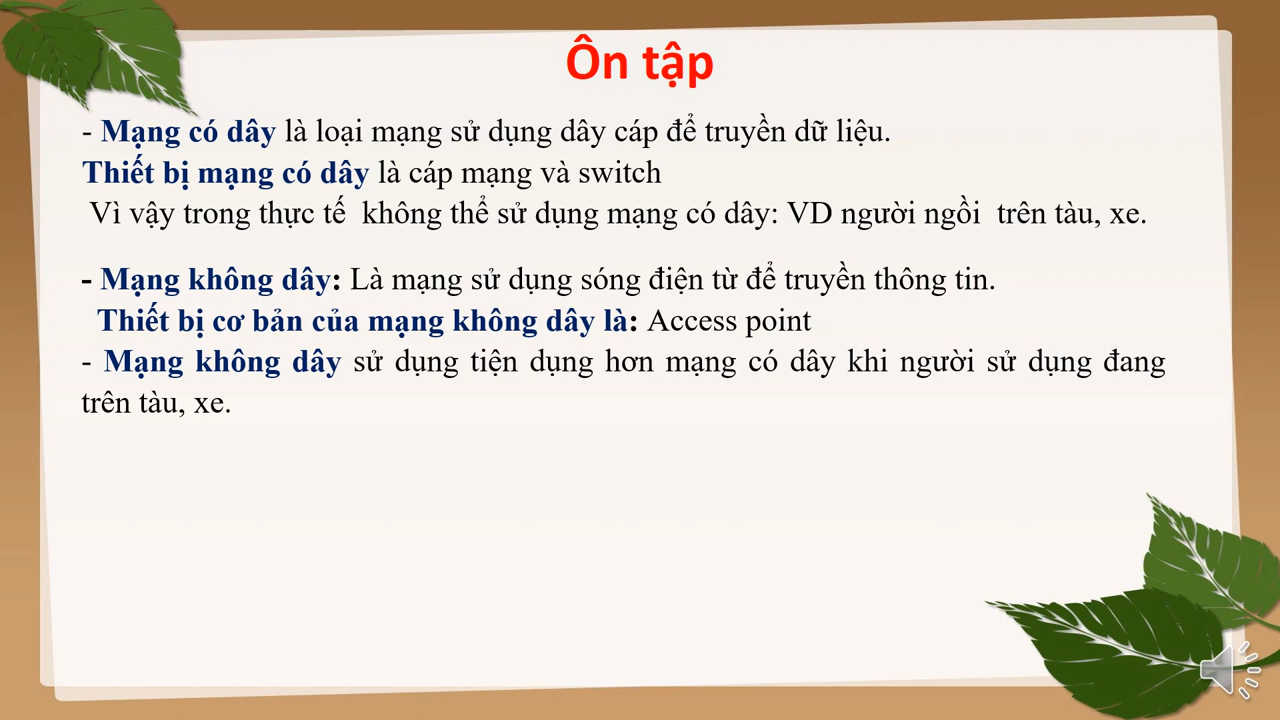 Ôn tập
- Mạng có dây là loại mạng sử dụng dây cáp để truyền dữ liệu.
Thiết bị mạng có dây là cáp mạng và switch
Vì vậy trong thực tế không thể sử dụng mạng có dây: VD người ngồi trên tàu, xe.
- Mạng không dây: Là mạng sử dụng sóng điện từ để truyền thông tin.
Thiết bị cơ bản của mạng không dây là: Access point
- Mạng không dây sử dụng tiện dụng hơn mạng có dây khi người sử dụng đang
trên tàu, xe.